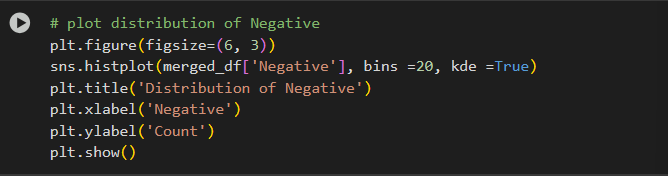 # plot distribution of Negative
plt.figure(figsize=(6, 3))
sns.histplot(merged_df['Negative'], bins =20, kde =True)
plt.title('Distribution of Negative')
plt.xlabel('Negative')
plt.ylabel('Count')
plt.show()